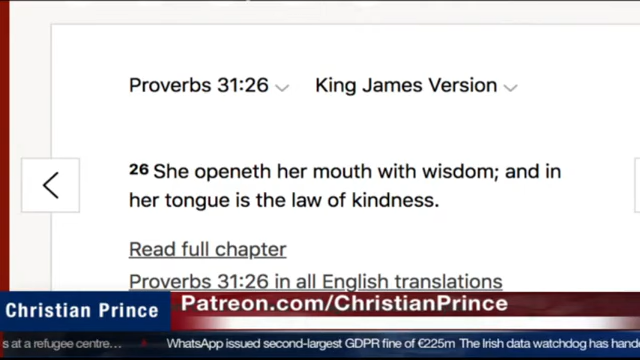 Proverbs 31:26 King James Version
26 She openeth her mouth with wisdom; and in
her tongue is the law of kindness.
Read full chapter
Proverbs 31:26 in all English translations
Christian Prince
Patreon.com/ChristianPrince
s at a refugee centre... WhatsApp issued second-largest GDPR fine of €225m The Irish data watchdog has hand